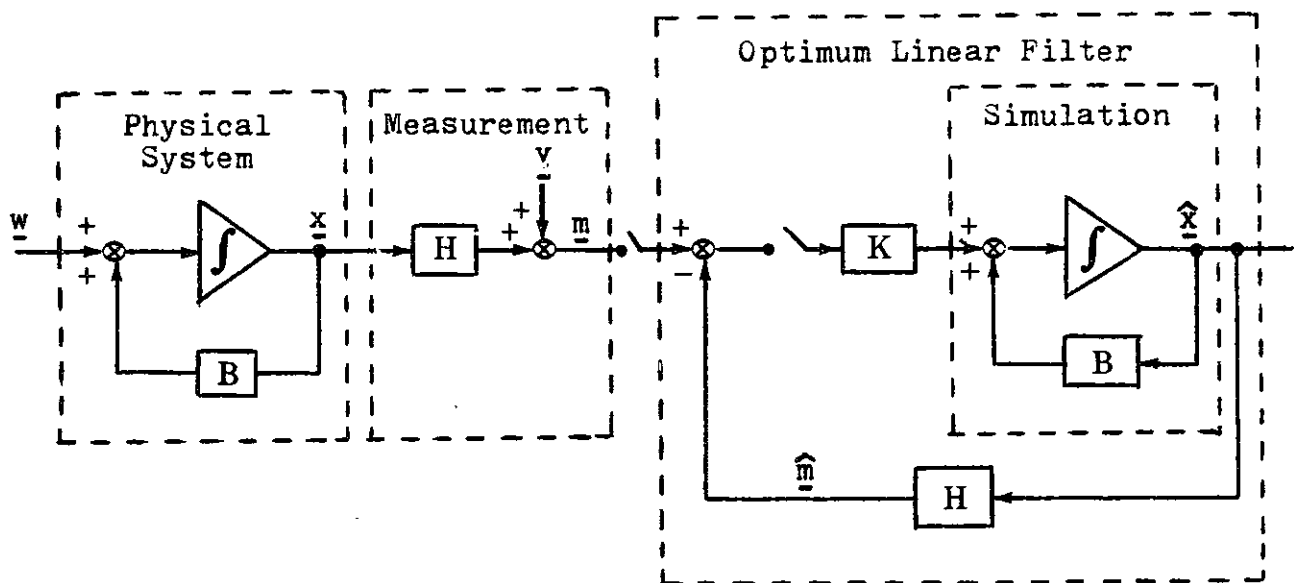 Optimum Linear Filter
Physical
System
Measurement
Simulation
w
+
+
∫
x
B
H
v
+
+
m
+
-
K
+
+
∫
x̂
B
m̂
H